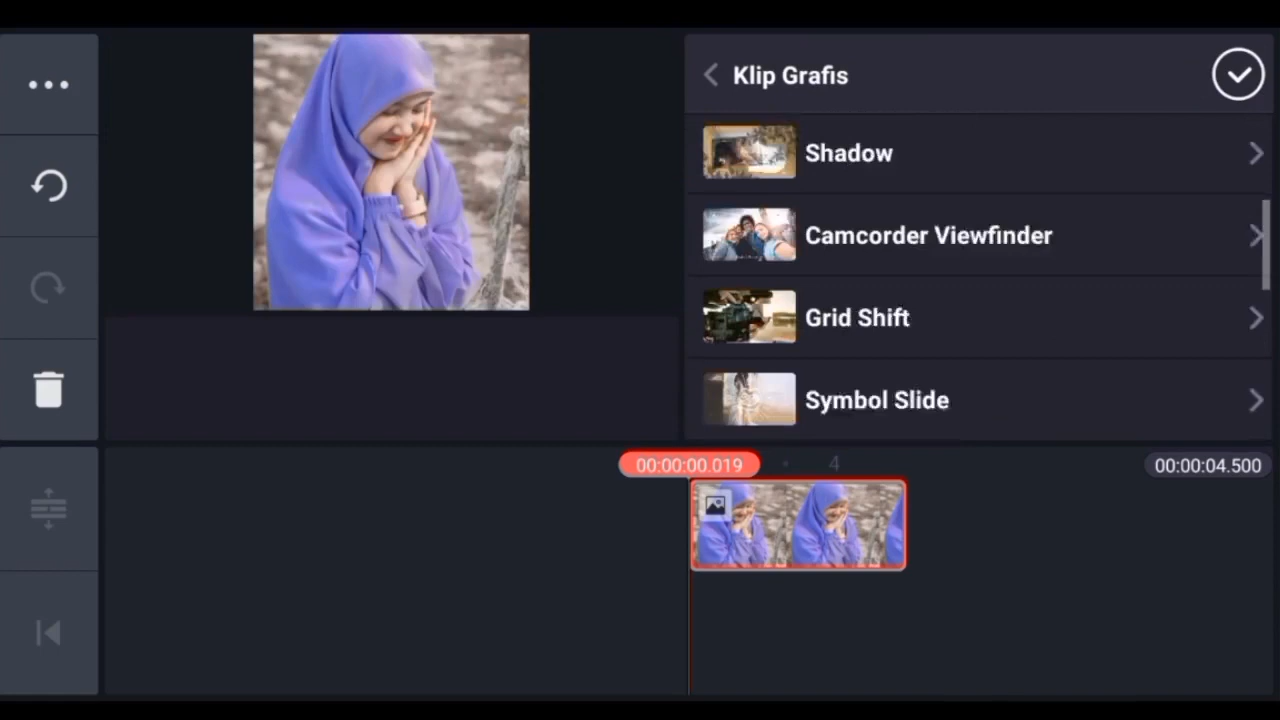 Klip Grafis
Shadow
Camcorder Viewfinder
Grid Shift
Symbol Slide
00:00:00.019
4
00:00:04.500